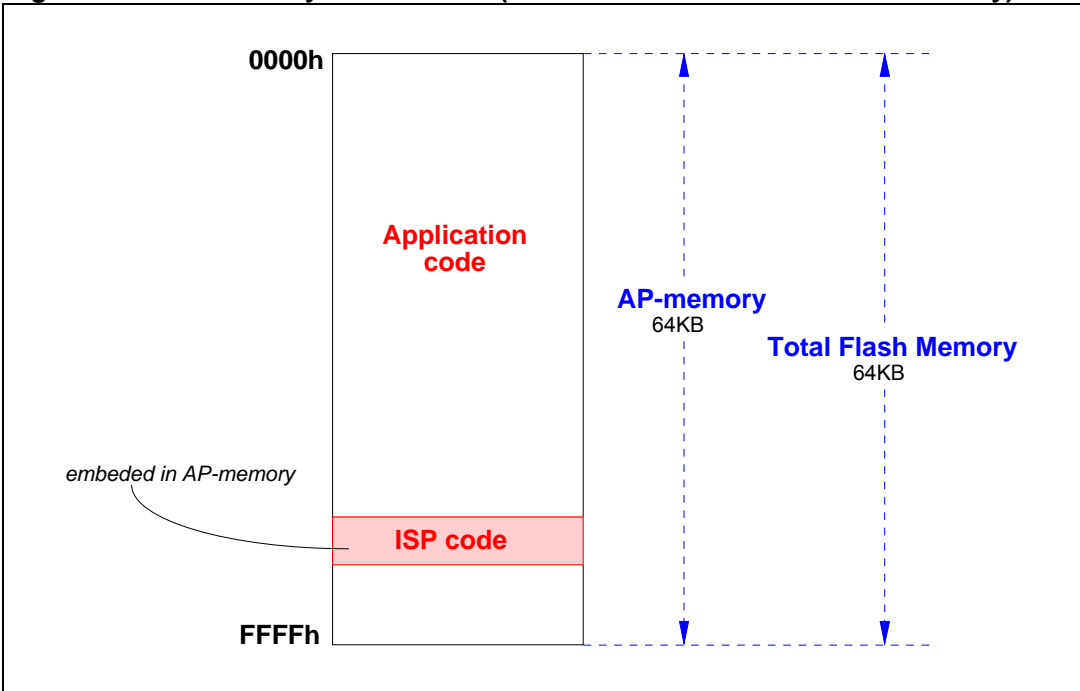 0000h
Application
code
AP-memory
64KB
Total Flash Memory
64KB
embeded in AP-memory
ISP code
FFFFh